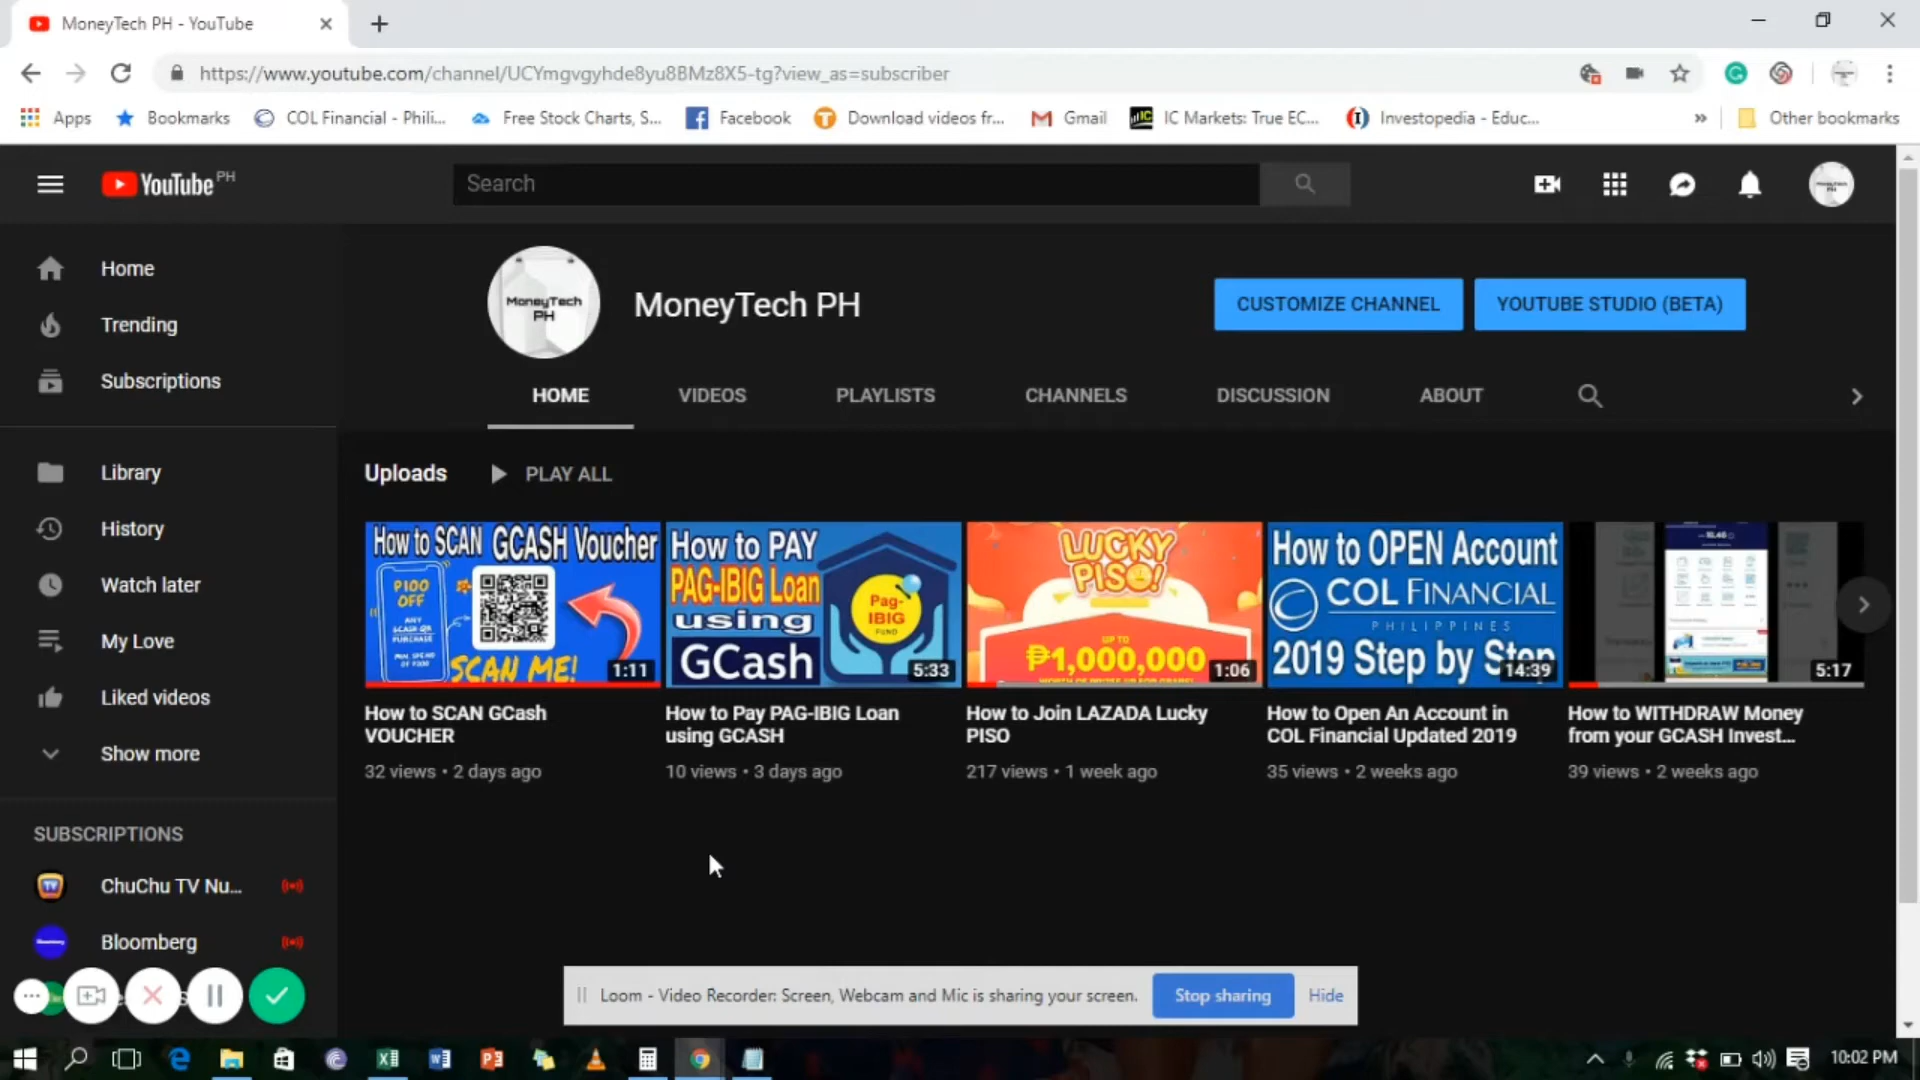 MoneyTech PH - YouTube
https://www.youtube.com/channel/UCYmgvgyhde8yu8BMz8X5-tg?view_as=subscriber
Apps
Bookmarks
COL Financial - Phili...
Free Stock Charts, S...
Facebook
Download videos fr...
Gmail
IC Markets: True EC...
Investopedia - Educ...
»
Other bookmarks
YouTube PH
Search
Home
Trending
Subscriptions
Library
History
Watch later
My Love
Liked videos
Show more
SUBSCRIPTIONS
ChuChu TV Nu...
Bloomberg
MoneyTech
PH
MoneyTech PH
CUSTOMIZE CHANNEL
YOUTUBE STUDIO (BETA)
HOME
VIDEOS
PLAYLISTS
CHANNELS
DISCUSSION
ABOUT
Uploads
PLAY ALL
How to SCAN GCASH Voucher
P100
OFF
SCAN ME!
1:11
How to SCAN GCash
VOUCHER
32 views • 2 days ago
How to PAY
PAG-IBIG Loan
using
GCash
Pag-
IBIG
FUND
5:33
How to Pay PAG-IBIG Loan
using GCASH
10 views • 3 days ago
LUCKY
PISO!
UP TO
₱1,000,000
1:06
How to Join LAZADA Lucky
PISO
217 views • 1 week ago
How to OPEN Account
COL FINANCIAL
PHILIPPINES
2019 Step by Step
14:39
How to Open An Account in
COL Financial Updated 2019
35 views • 2 weeks ago
5:17
How to WITHDRAW Money
from your GCASH Invest...
39 views • 2 weeks ago
Loom - Video Recorder: Screen, Webcam and Mic is sharing your screen.
Stop sharing
Hide
10:02 PM